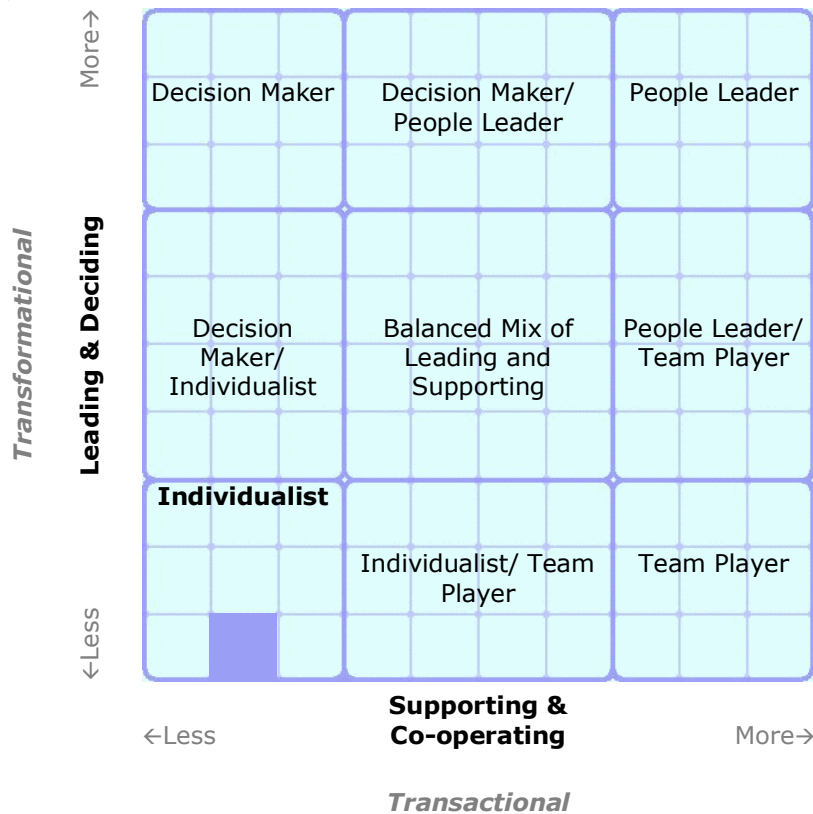 More→
Decision Maker
Decision Maker/
People Leader
People Leader
Transformational
Leading & Deciding
Decision
Maker/
Individualist
Balanced Mix of
Leading and
Supporting
People Leader/
Team Player
Individualist
Individualist/ Team
Player
Team Player
←Less
Supporting &
Co-operating
←Less
More→
Transactional